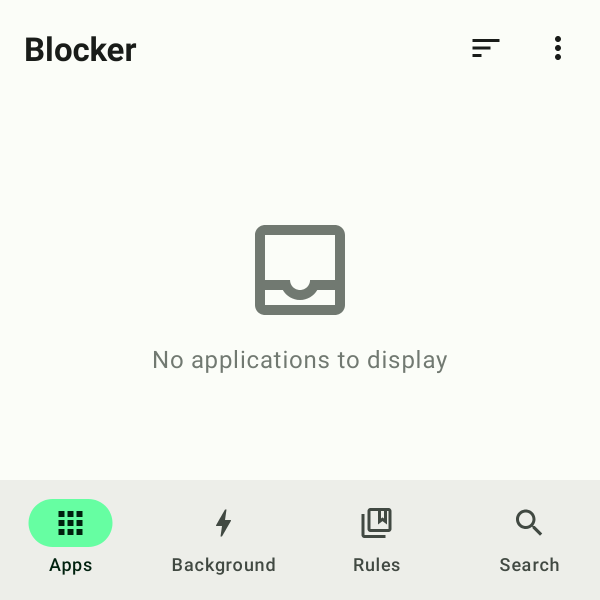 Blocker
No applications to display
Apps
Background
Rules
Search